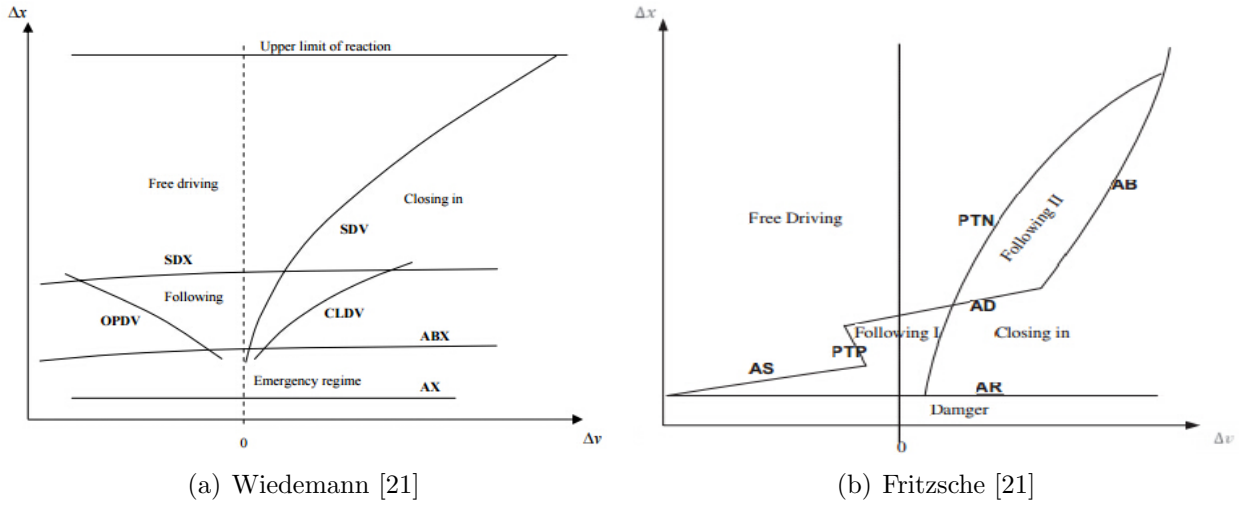 Δx
Upper limit of reaction
Free driving
Closing in
SDV
SDX
Following
OPDV
CLDV
ABX
Emergency regime
AX
0
Δv
(a) Wiedemann [21]
Δx
Free Driving
PTN
Following II
AB
AD
Following I
Closing in
PTP
AS
AR
Damger
0
Δv
(b) Fritzsche [21]